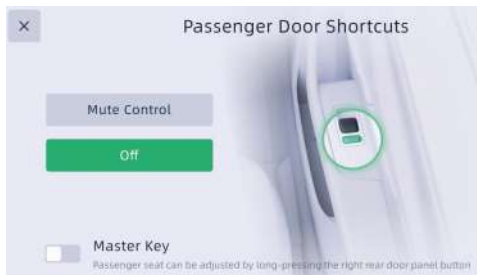 Passenger Door Shortcuts
Mute Control
Off
Master Key
Passenger seat can be adjusted by long-pressing the right rear door panel button